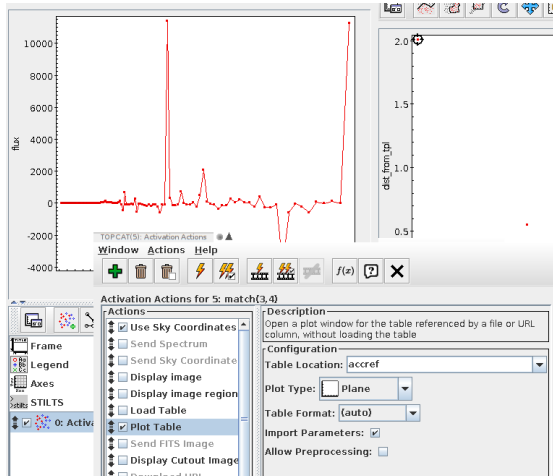 10000
8000
6000
4000
2000
0
-2000
-4000
flux
2.0
1.5
1.0
0.5
dist_from_tpl
TOPCAT(5): Activation Actions
Window Actions Help
f(x)
Activation Actions for 5: match(3,4)
Actions
Use Sky Coordinates
Send Spectrum
Send Sky Coordinate
Display image
Display image region
Load Table
Plot Table
Send FITS Image
Display Cutout Image
Download URL
Description
Open a plot window for the table referenced by a file or URL
column, without loading the table
Configuration
Table Location: accref
Plot Type: Plane
Table Format: (auto)
Import Parameters:
Allow Preprocessing:
Frame
Legend
Axes
STILTS
0: Activa